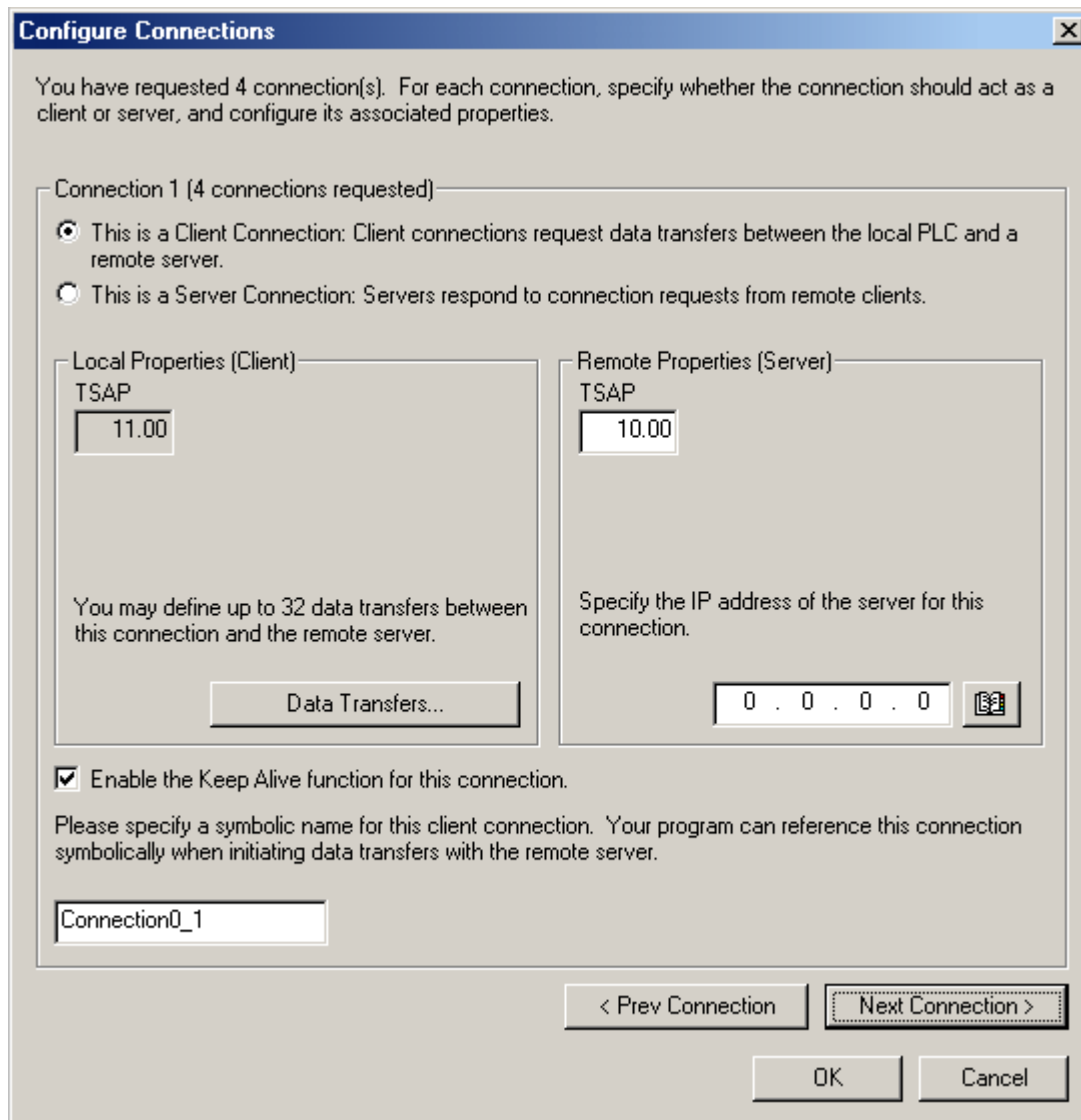 Configure Connections
You have requested 4 connection(s). For each connection, specify whether the connection should act as a
client or server, and configure its associated properties.
Connection 1 (4 connections requested)
This is a Client Connection: Client connections request data transfers between the local PLC and a
remote server.
This is a Server Connection: Servers respond to connection requests from remote clients.
Local Properties (Client)
TSAP
11.00
You may define up to 32 data transfers between
this connection and the remote server.
Data Transfers...
Remote Properties (Server)
TSAP
10.00
Specify the IP address of the server for this
connection.
0 . 0 . 0 . 0
Enable the Keep Alive function for this connection.
Please specify a symbolic name for this client connection. Your program can reference this connection
symbolically when initiating data transfers with the remote server.
Connection0_1
< Prev Connection
Next Connection >
OK
Cancel